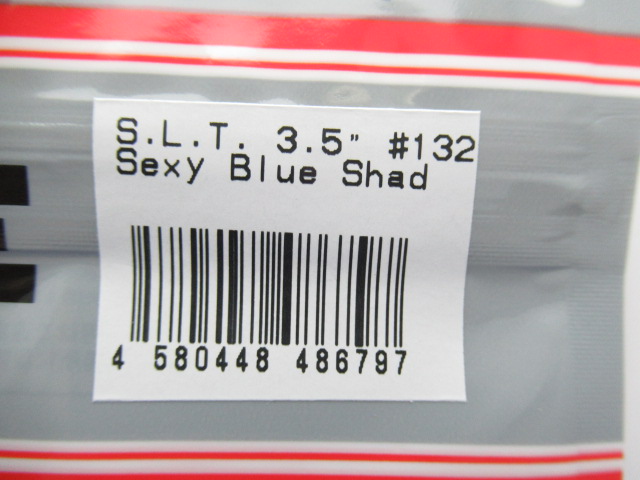 S.L.T. 3.5" #132
Sexy Blue Shad
4 580448 486797